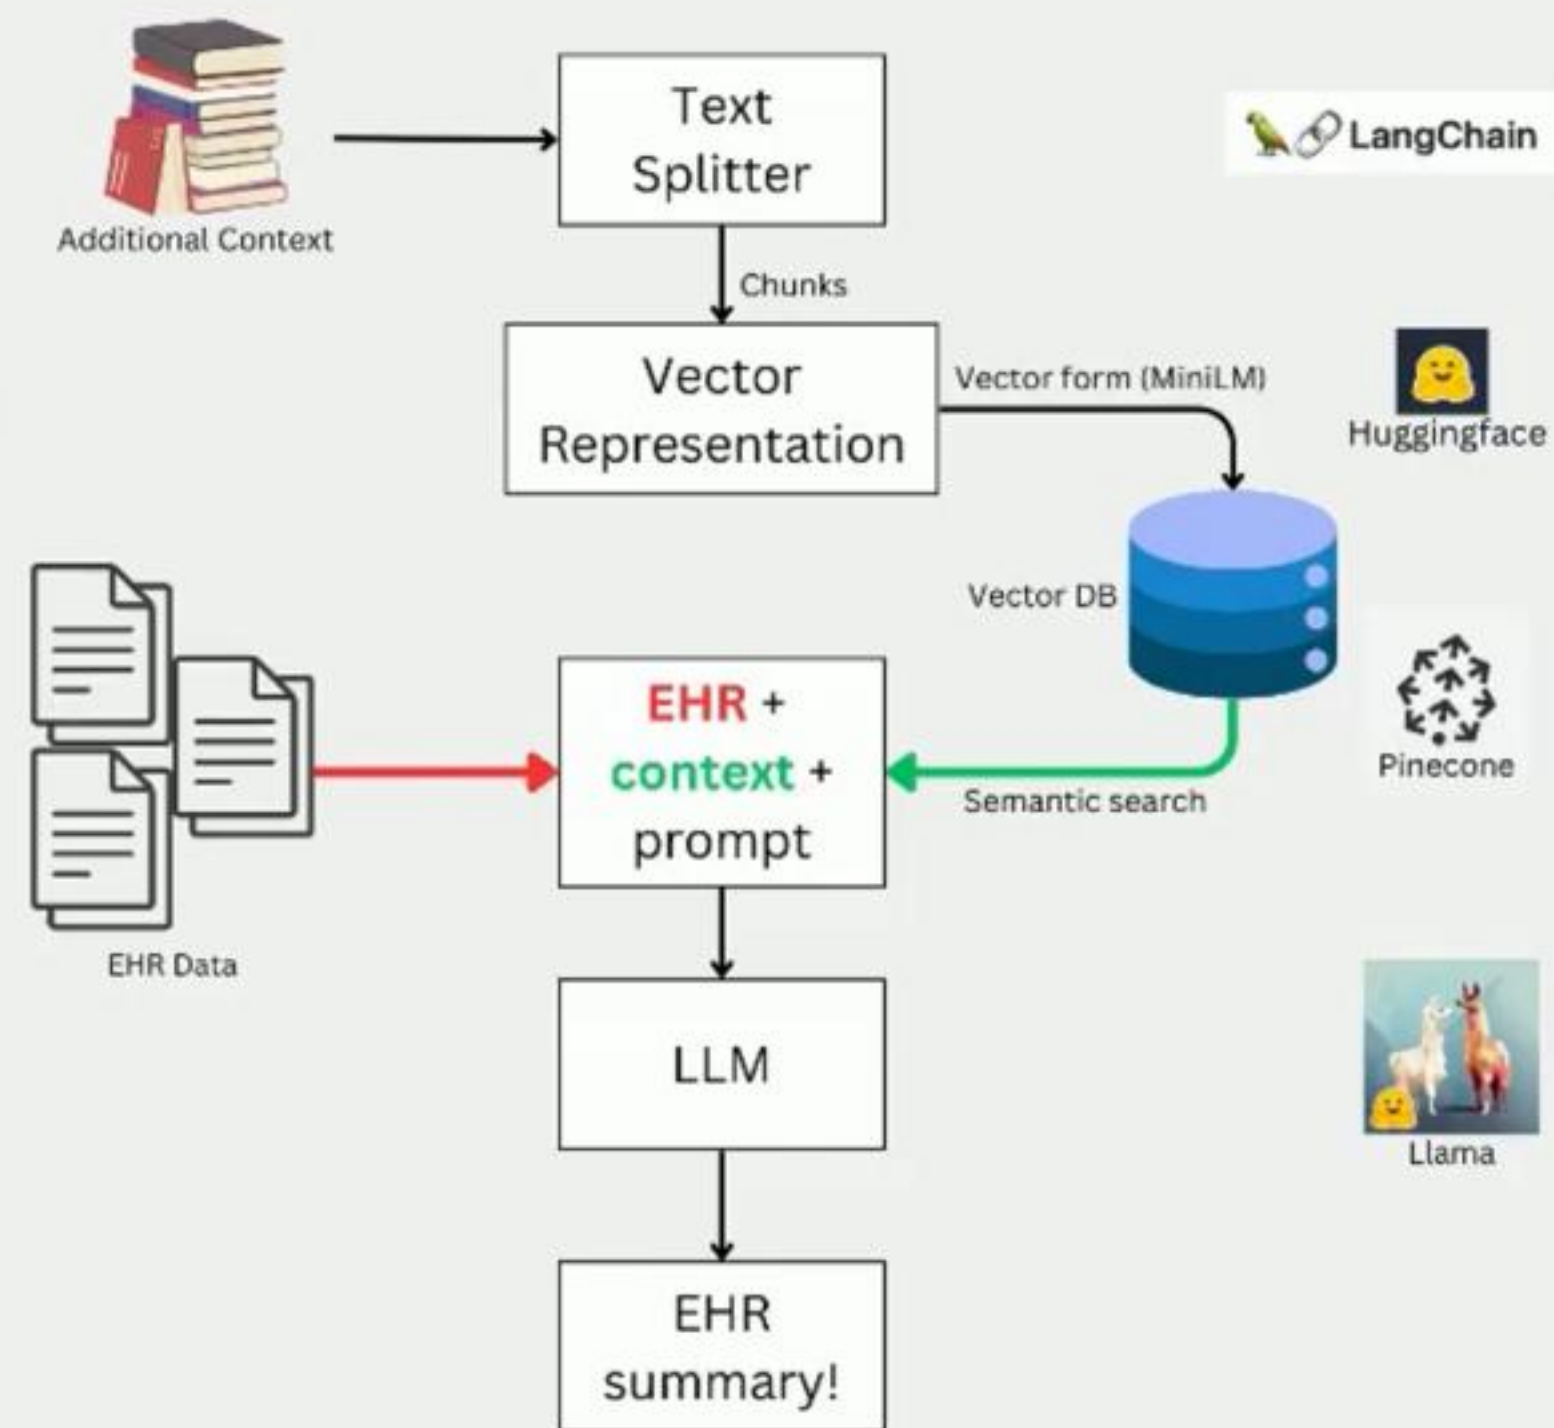 Text
Splitter
LangChain
Additional Context
Chunks
Vector
Representation
Vector form (MiniLM)
Huggingface
Vector DB
EHR +
context +
prompt
Semantic search
Pinecone
EHR Data
LLM
Llama
EHR
summary!